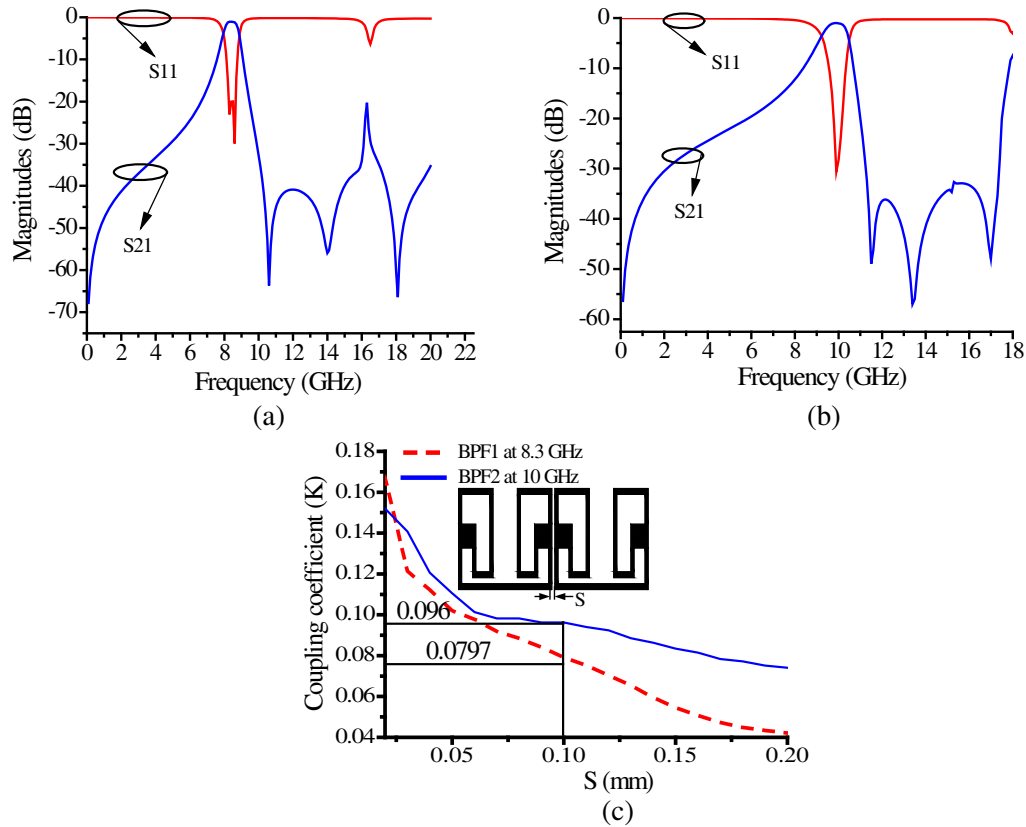 0
-10
-20
-30
-40
-50
-60
-70
Magnitudes (dB)
S11
S21
0 2 4 6 8 10 12 14 16 18 20 22
Frequency (GHz)
(a)
0
-10
-20
-30
-40
-50
-60
Magnitudes (dB)
S11
S21
0 2 4 6 8 10 12 14 16 18
Frequency (GHz)
(b)
0.18
0.16
0.14
0.12
0.10
0.08
0.06
0.04
Coupling coefficient (K)
BPF1 at 8.3 GHz
BPF2 at 10 GHz
S
0.096
0.0797
0.05 0.10 0.15 0.20
S (mm)
(c)